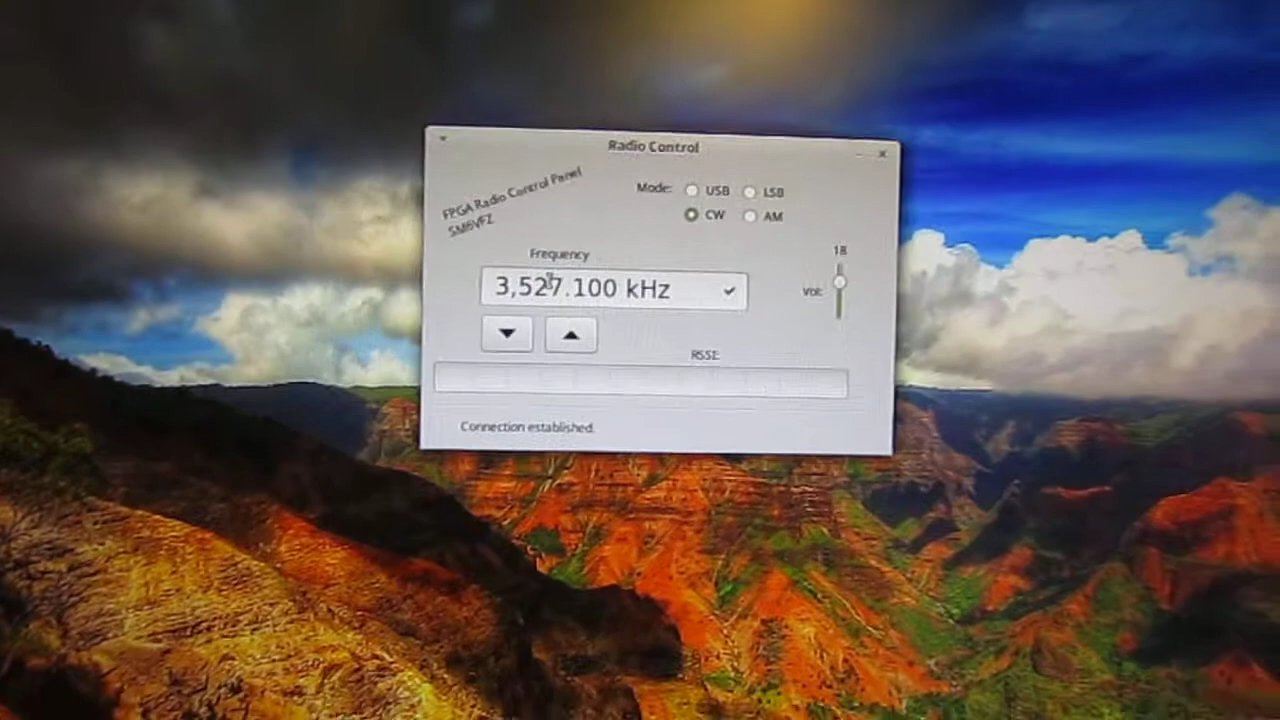 Radio Control
FPGA Radio Control Panel
SM6VFZ
Mode: USB LSB
CW AM
Frequency
18
3,527.100 kHz
Vol:
RSSI:
Connection established.